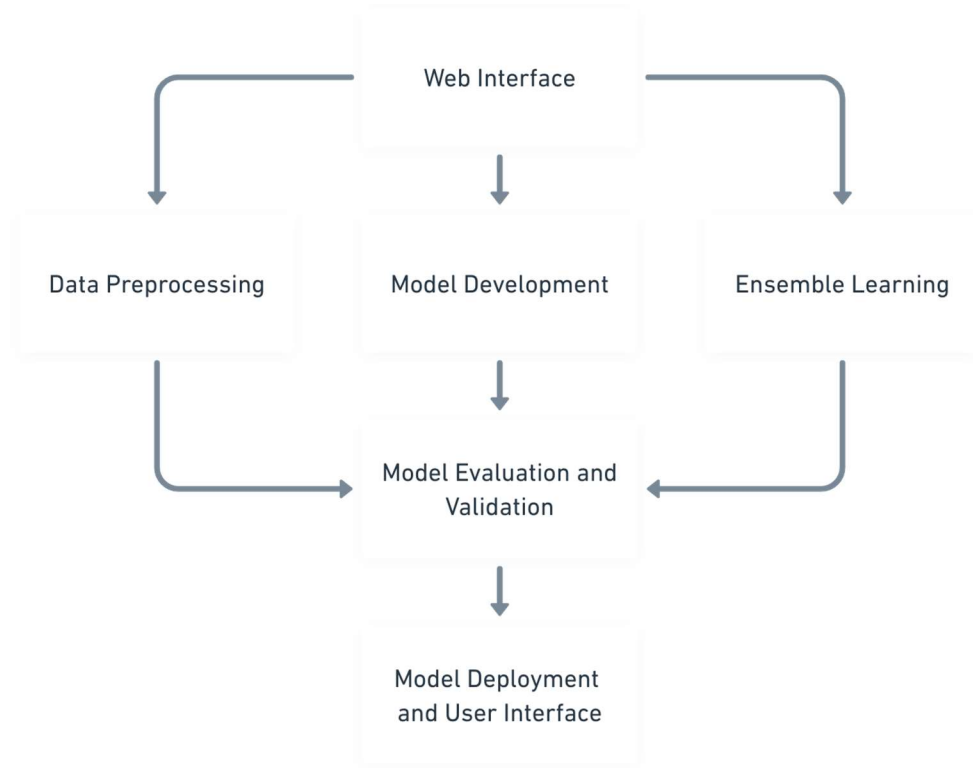 Web Interface
Data Preprocessing
Model Development
Ensemble Learning
Model Evaluation and
Validation
Model Deployment
and User Interface